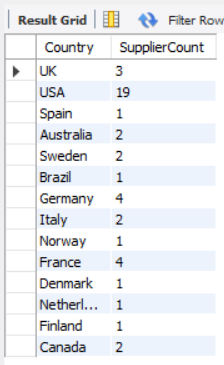 Result Grid Filter Row
Country SupplierCount
UK 3
USA 19
Spain 1
Australia 2
Sweden 2
Brazil 1
Germany 4
Italy 2
Norway 1
France 4
Denmark 1
Netherl... 1
Finland 1
Canada 2